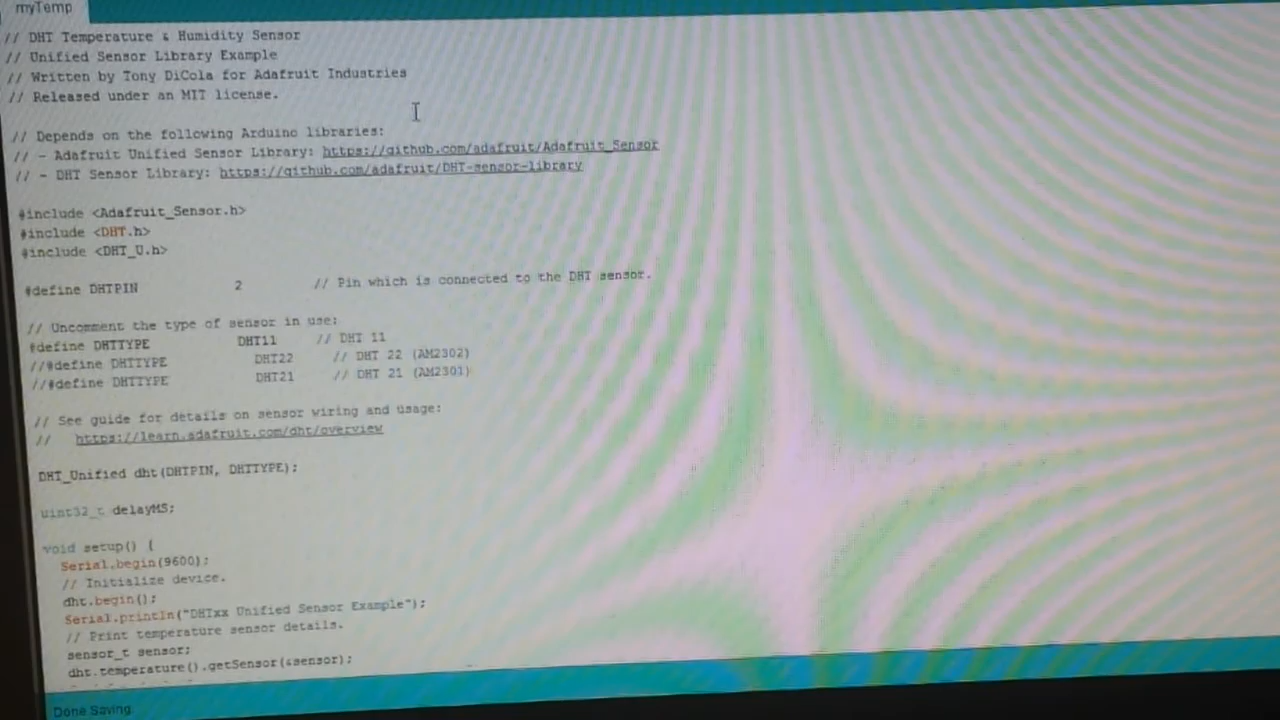 myTemp
// DHT Temperature & Humidity Sensor
// Unified Sensor Library Example
// Written by Tony DiCola for Adafruit Industries
// Released under an MIT license.
// Depends on the following Arduino libraries:
// - Adafruit Unified Sensor Library: https://github.com/adafruit/Adafruit_Sensor
// - DHT Sensor Library: https://github.com/adafruit/DHT-sensor-library
#include <Adafruit_Sensor.h>
#include <DHT.h>
#include <DHT_U.h>
#define DHTPIN 2 // Pin which is connected to the DHT sensor.
// Uncomment the type of sensor in use:
#define DHTTYPE DHT11 // DHT 11
//#define DHTTYPE DHT22 // DHT 22 (AM2302)
//#define DHTTYPE DHT21 // DHT 21 (AM2301)
// See guide for details on sensor wiring and usage:
// https://learn.adafruit.com/dht/overview
DHT_Unified dht(DHTPIN, DHTTYPE);
uint32_t delayMS;
void setup() {
Serial.begin(9600);
// Initialize device.
dht.begin();
Serial.println("DHTxx Unified Sensor Example");
// Print temperature sensor details.
sensor_t sensor;
dht.temperature().getSensor(&sensor);
Done Saving.